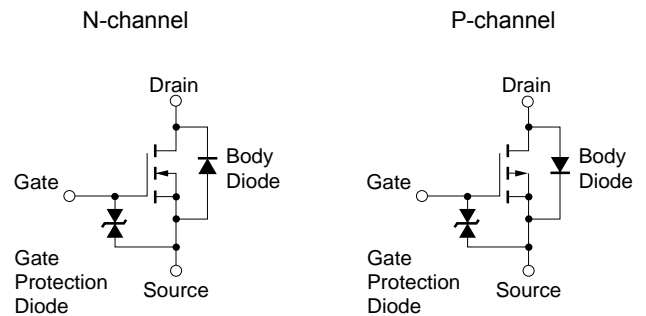 N-channel
Drain
Gate
Body
Diode
Gate
Protection
Diode
Source
P-channel
Drain
Gate
Body
Diode
Gate
Protection
Diode
Source